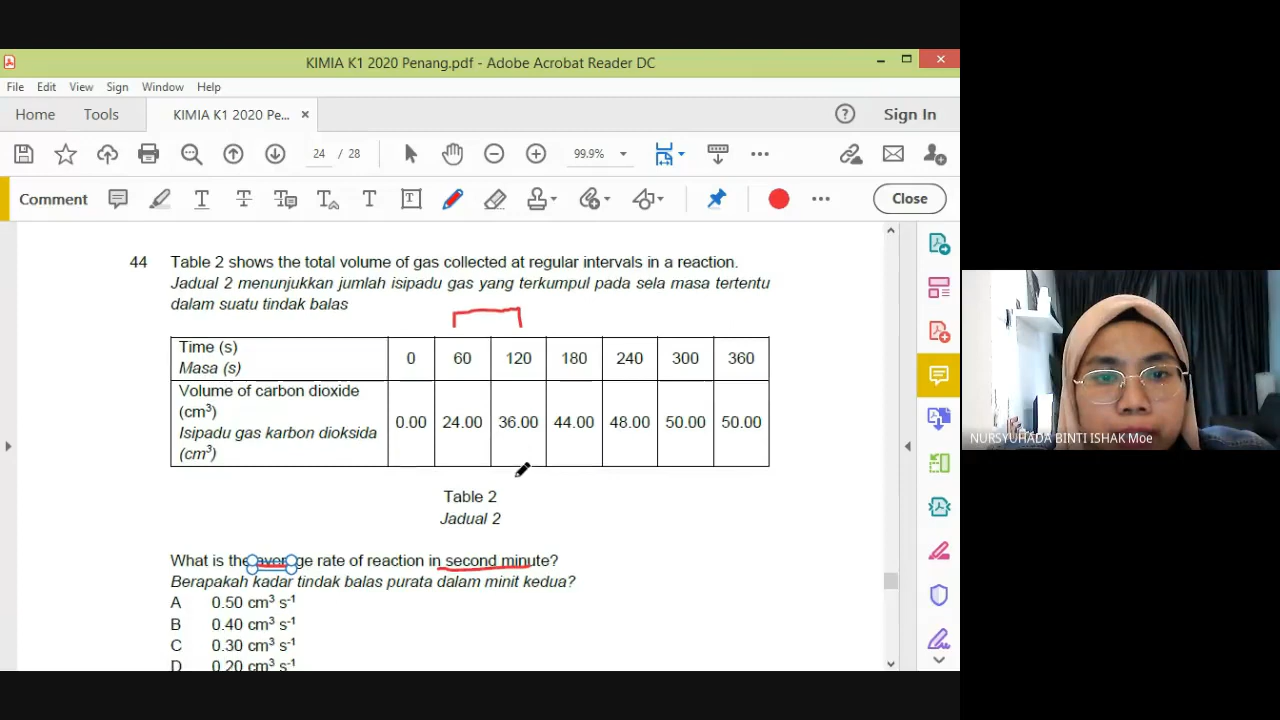 KIMIA K1 2020 Penang.pdf - Adobe Acrobat Reader DC
File Edit View Sign Window Help
Home Tools KIMIA K1 2020 Pe... × Sign In
24 / 28 99.9%
Comment Close
44 Table 2 shows the total volume of gas collected at regular intervals in a reaction.
Jadual 2 menunjukkan jumlah isipadu gas yang terkumpul pada sela masa tertentu
dalam suatu tindak balas
Time (s)
Masa (s)
0 60 120 180 240 300 360
Volume of carbon dioxide
(cm³)
Isipadu gas karbon dioksida
(cm³)
0.00 24.00 36.00 44.00 48.00 50.00 50.00
Table 2
Jadual 2
What is the average rate of reaction in second minute?
Berapakah kadar tindak balas purata dalam minit kedua?
A 0.50 cm³ s⁻¹
B 0.40 cm³ s⁻¹
C 0.30 cm³ s⁻¹
D 0.20 cm³ s⁻¹
NURSYUHADA BINTI ISHAK Moe